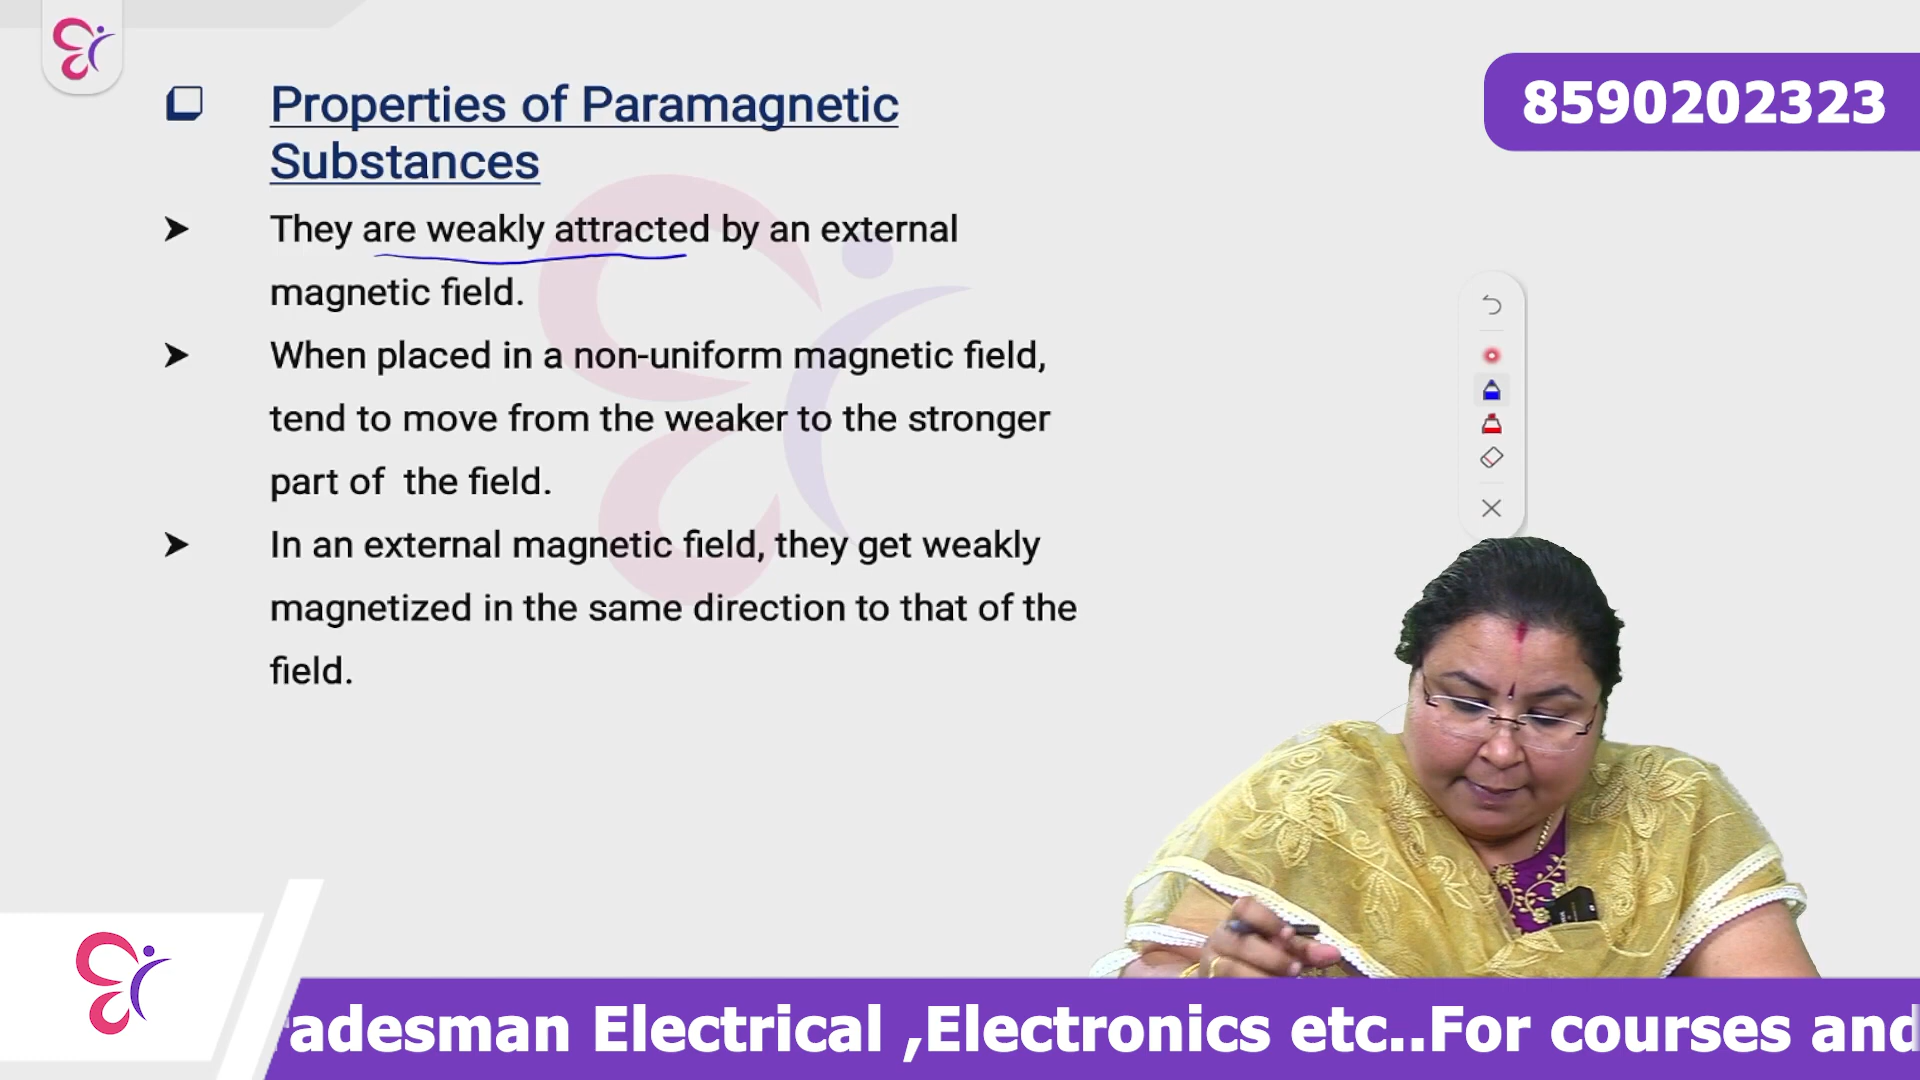 8590202323
Properties of Paramagnetic
Substances
They are weakly attracted by an external
magnetic field.
When placed in a non-uniform magnetic field,
tend to move from the weaker to the stronger
part of the field.
In an external magnetic field, they get weakly
magnetized in the same direction to that of the
field.
adesman Electrical ,Electronics etc..For courses and